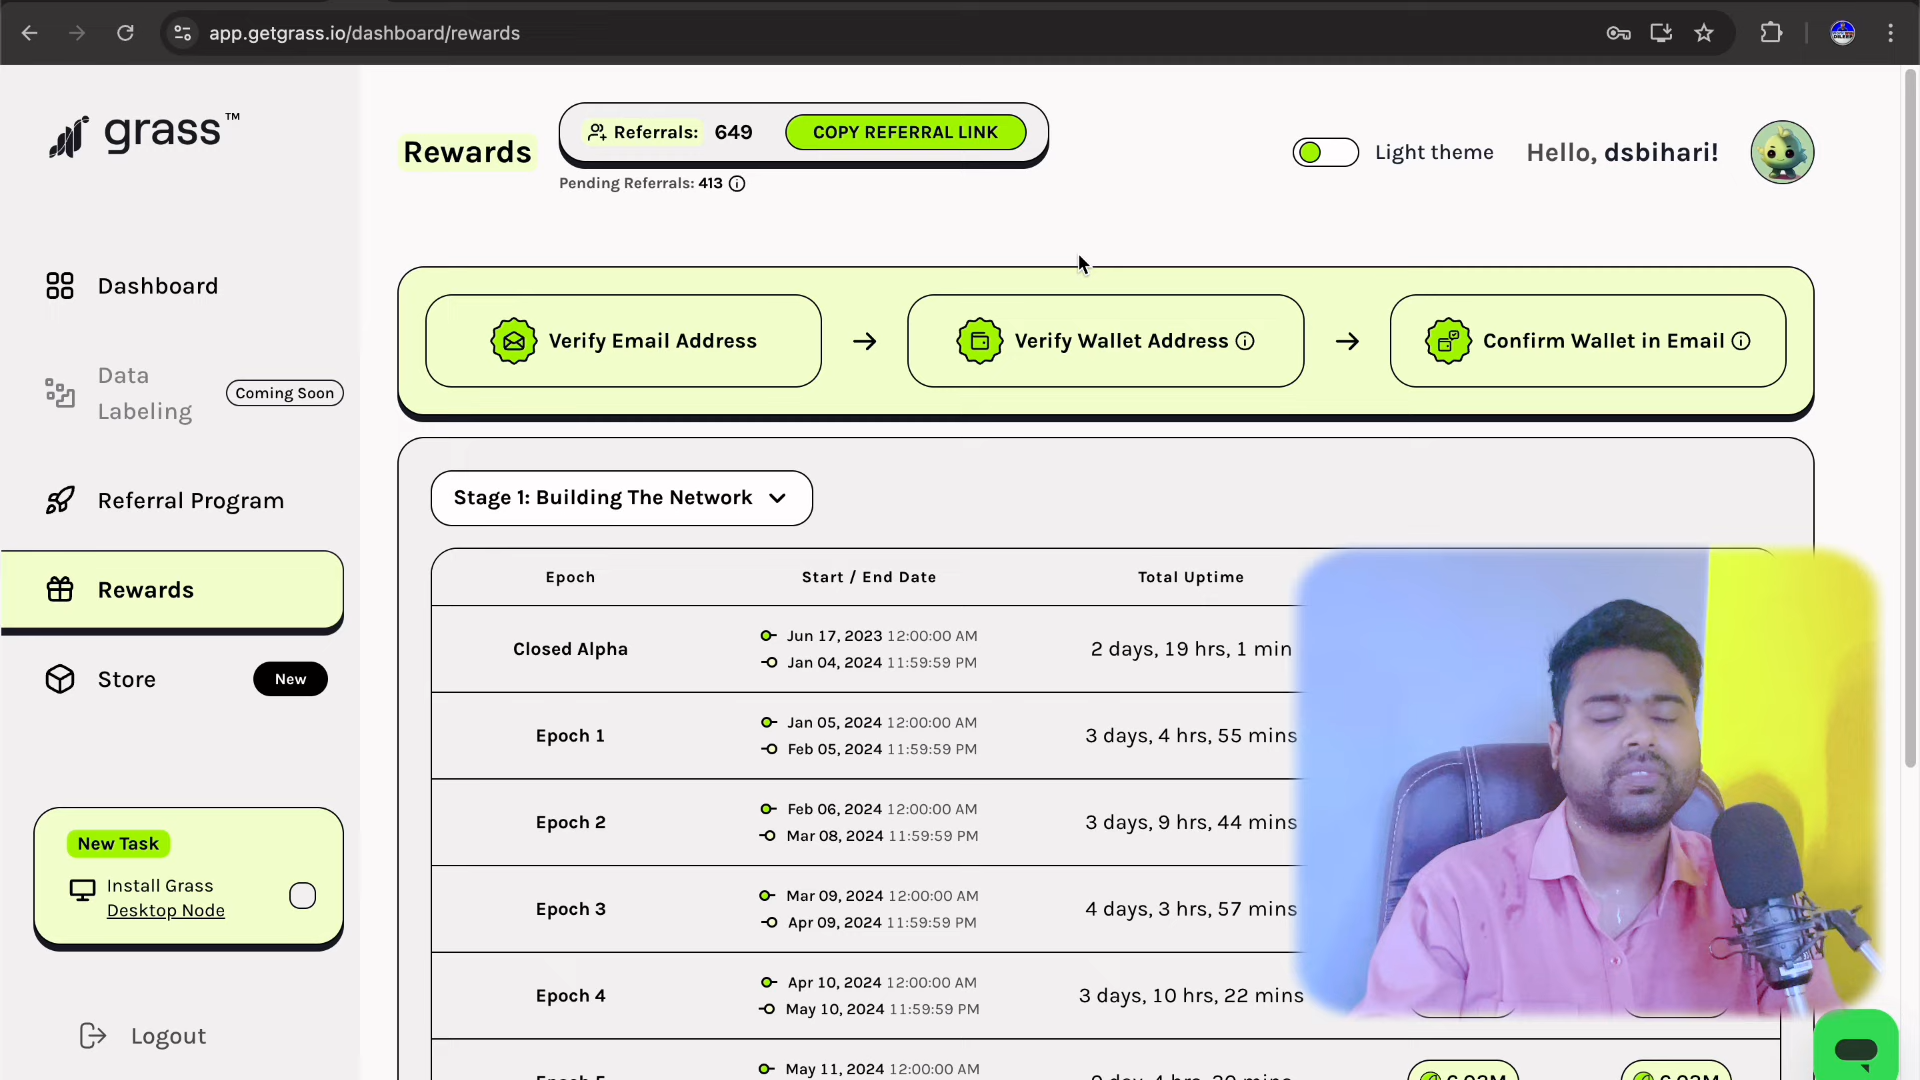 app.getgrass.io/dashboard/rewards
grass™
Rewards
Referrals: 649
COPY REFERRAL LINK
Pending Referrals: 413
Light theme
Hello, dsbihari!
Dashboard
Data
Labeling
Coming Soon
Referral Program
Rewards
Store
New
New Task
Install Grass
Desktop Node
Logout
Verify Email Address
Verify Wallet Address
Confirm Wallet in Email
Stage 1: Building The Network
Epoch
Start / End Date
Total Uptime
Closed Alpha
Jun 17, 2023 12:00:00 AM
Jan 04, 2024 11:59:59 PM
2 days, 19 hrs, 1 min
Epoch 1
Jan 05, 2024 12:00:00 AM
Feb 05, 2024 11:59:59 PM
3 days, 4 hrs, 55 mins
Epoch 2
Feb 06, 2024 12:00:00 AM
Mar 08, 2024 11:59:59 PM
3 days, 9 hrs, 44 mins
Epoch 3
Mar 09, 2024 12:00:00 AM
Apr 09, 2024 11:59:59 PM
4 days, 3 hrs, 57 mins
Epoch 4
Apr 10, 2024 12:00:00 AM
May 10, 2024 11:59:59 PM
3 days, 10 hrs, 22 mins
May 11, 2024 12:00:00 AM